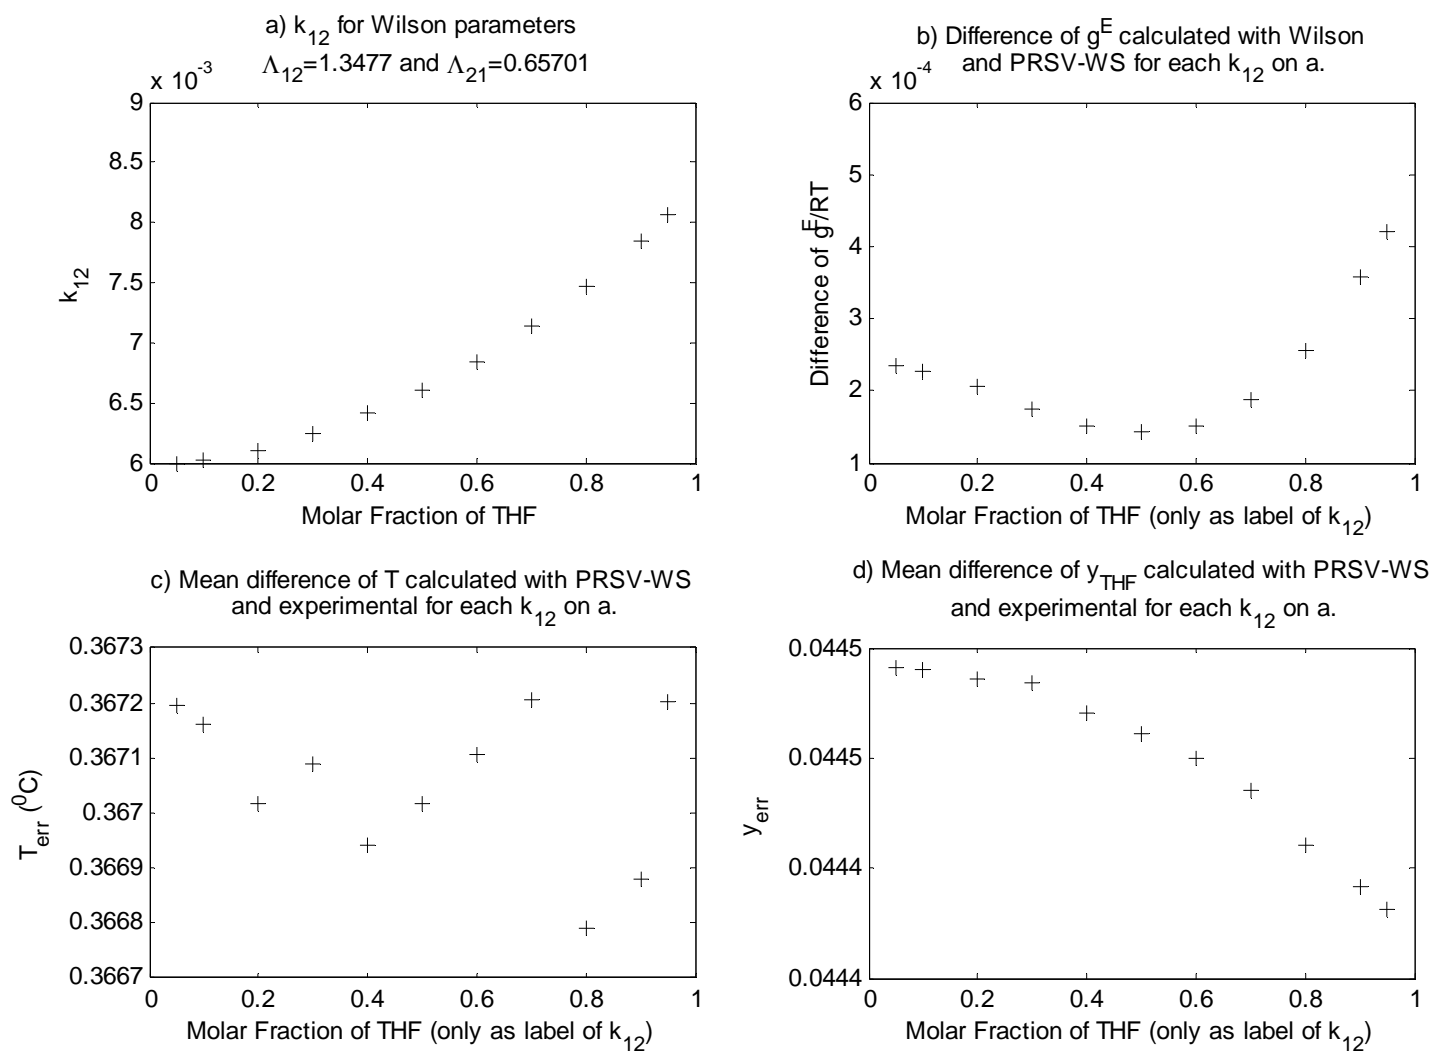 a) k12 for Wilson parameters
Λ12=1.3477 and Λ21=0.65701
x 10-3
9
8.5
8
7.5
7
6.5
6
k12
0 0.2 0.4 0.6 0.8 1
Molar Fraction of THF
b) Difference of gE calculated with Wilson
and PRSV-WS for each k12 on a.
x 10-4
6
5
4
3
2
1
Difference of gE/RT
0 0.2 0.4 0.6 0.8 1
Molar Fraction of THF (only as label of k12)
c) Mean difference of T calculated with PRSV-WS
and experimental for each k12 on a.
0.3673
0.3672
0.3671
0.367
0.3669
0.3668
0.3667
Terr (0C)
0 0.2 0.4 0.6 0.8 1
Molar Fraction of THF (only as label of k12)
d) Mean difference of yTHF calculated with PRSV-WS
and experimental for each k12 on a.
0.0445
0.0445
0.0444
0.0444
yerr
0 0.2 0.4 0.6 0.8 1
Molar Fraction of THF (only as label of k12)